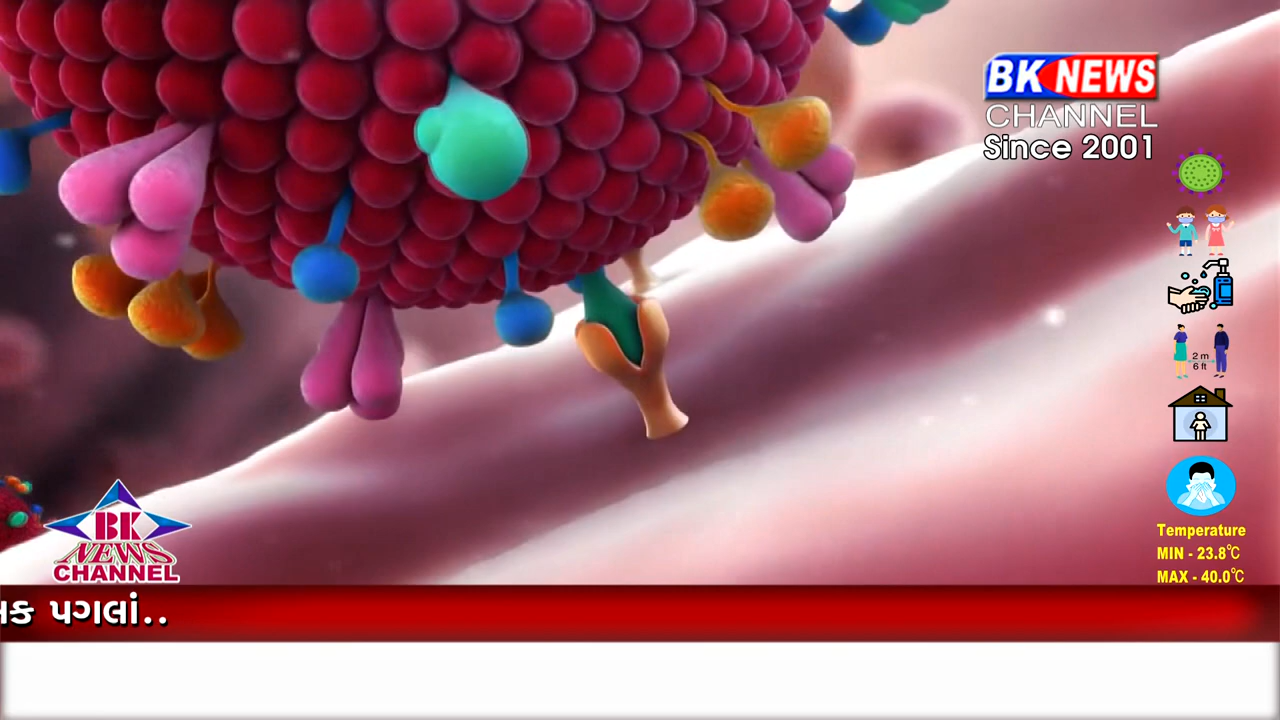 BK NEWS
CHANNEL
Since 2001
2 m
6 ft
BK
NEWS
CHANNEL
Temperature
MIN - 23.8℃
MAX - 40.0℃
પગલાં..